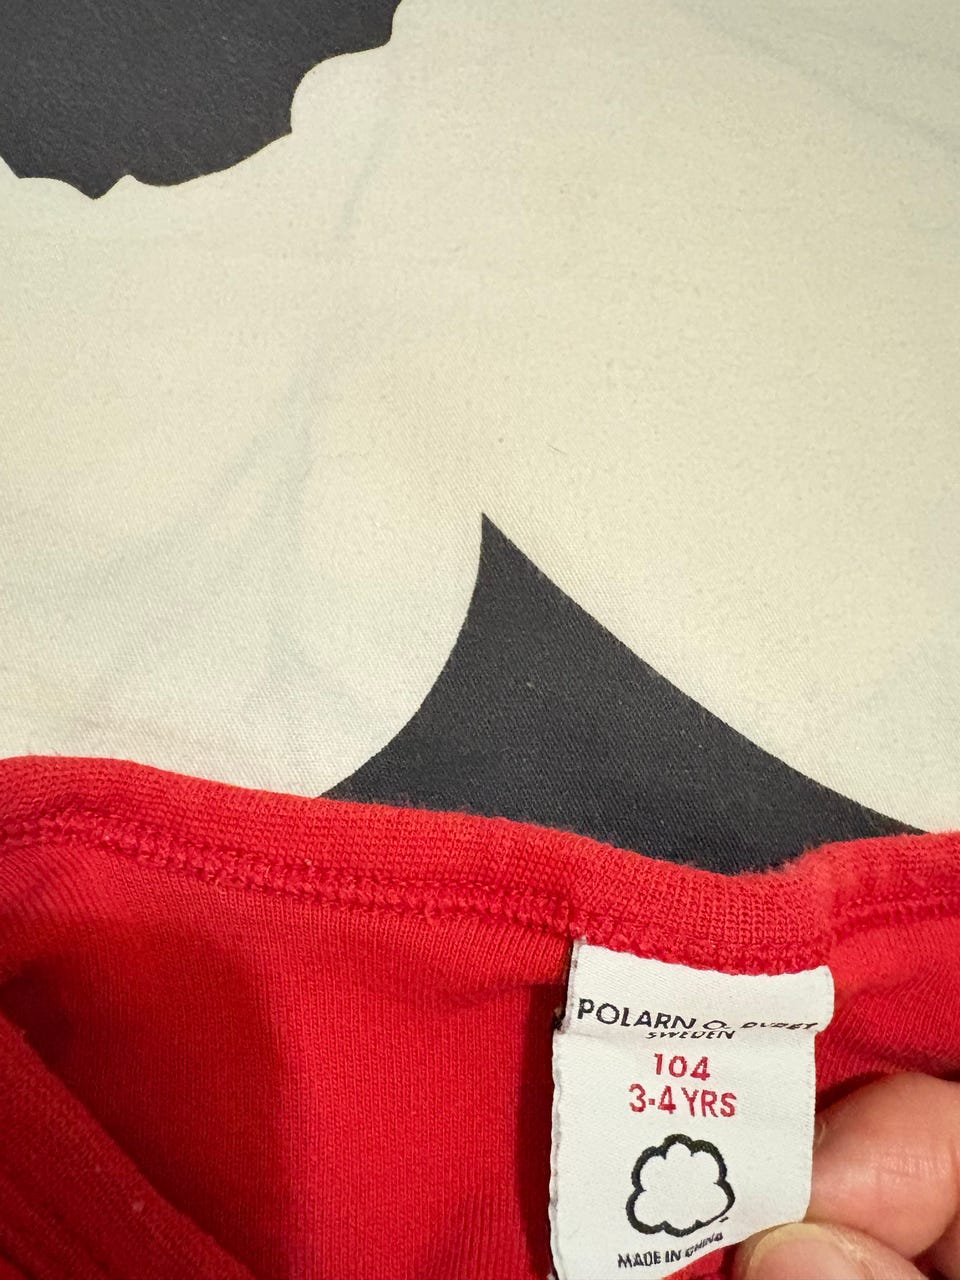 POLARN O. PYRET
SWEDEN
104
3-4 YRS
MADE IN CHINA